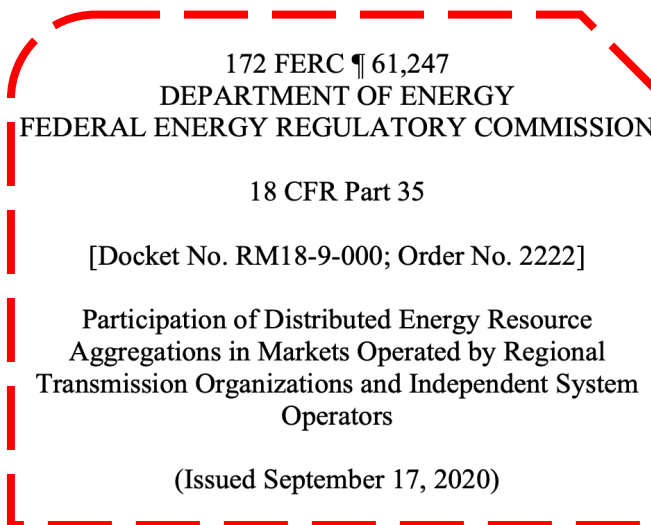 172 FERC ¶ 61,247
DEPARTMENT OF ENERGY
FEDERAL ENERGY REGULATORY COMMISSION
18 CFR Part 35
[Docket No. RM18-9-000; Order No. 2222]
Participation of Distributed Energy Resource
Aggregations in Markets Operated by Regional
Transmission Organizations and Independent System
Operators
(Issued September 17, 2020)